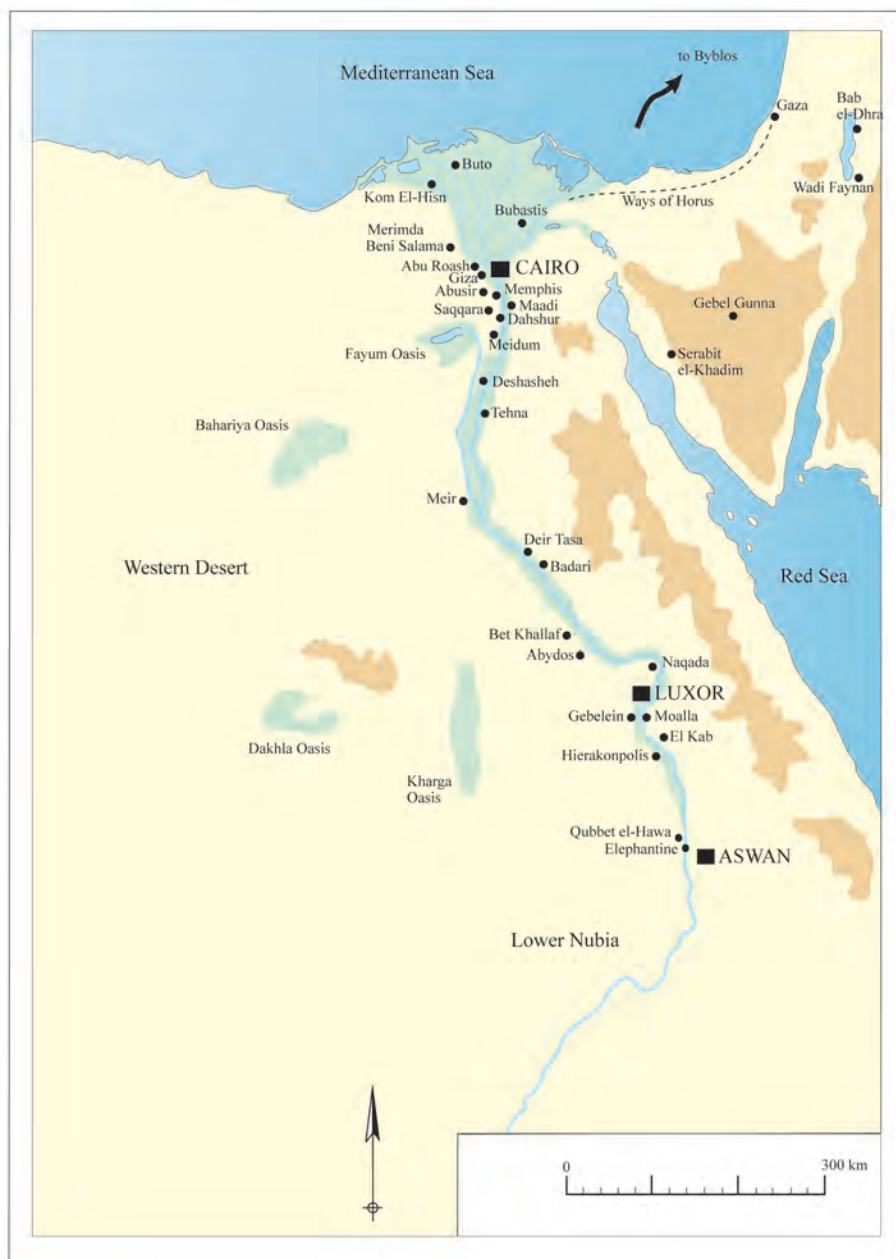 to Byblos
Mediterranean Sea
Gaza
Bab
el-Dhra
Buto
Wadi Faynan
Kom El-Hisn
Ways of Horus
Bubastis
Merimda
Beni Salama
Abu Roash
CAIRO
Giza
Abusir
Memphis
Saqqara
Maadi
Dahshur
Gebel Gunna
Meidum
Fayum Oasis
Serabit
el-Khadim
Deshasheh
Tehna
Bahariya Oasis
Meir
Deir Tasa
Badari
Western Desert
Red Sea
Bet Khallaf
Abydos
Naqada
LUXOR
Gebelein
Moalla
El Kab
Dakhla Oasis
Hierakonpolis
Kharga
Oasis
Qubbet el-Hawa
Elephantine
ASWAN
Lower Nubia
0
300 km